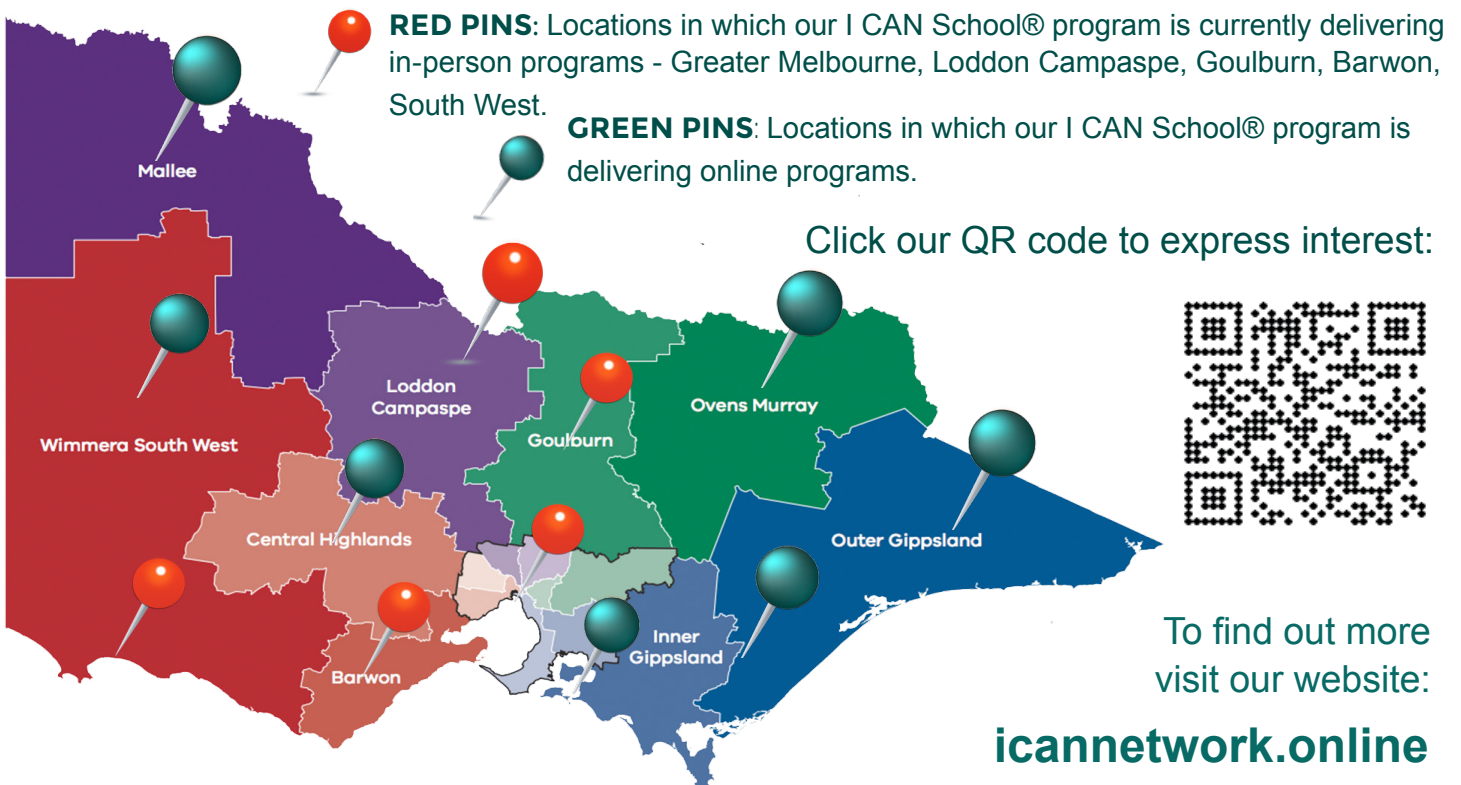 RED PINS: Locations in which our I CAN School® program is currently delivering
in-person programs - Greater Melbourne, Loddon Campaspe, Goulburn, Barwon,
South West.
GREEN PINS: Locations in which our I CAN School® program is
delivering online programs.
Click our QR code to express interest:
Mallee
Loddon
Campaspe
Ovens Murray
Goulburn
Wimmera South West
Central Highlands
Outer Gippsland
Inner
Gippsland
Barwon
To find out more
visit our website:
icannetwork.online